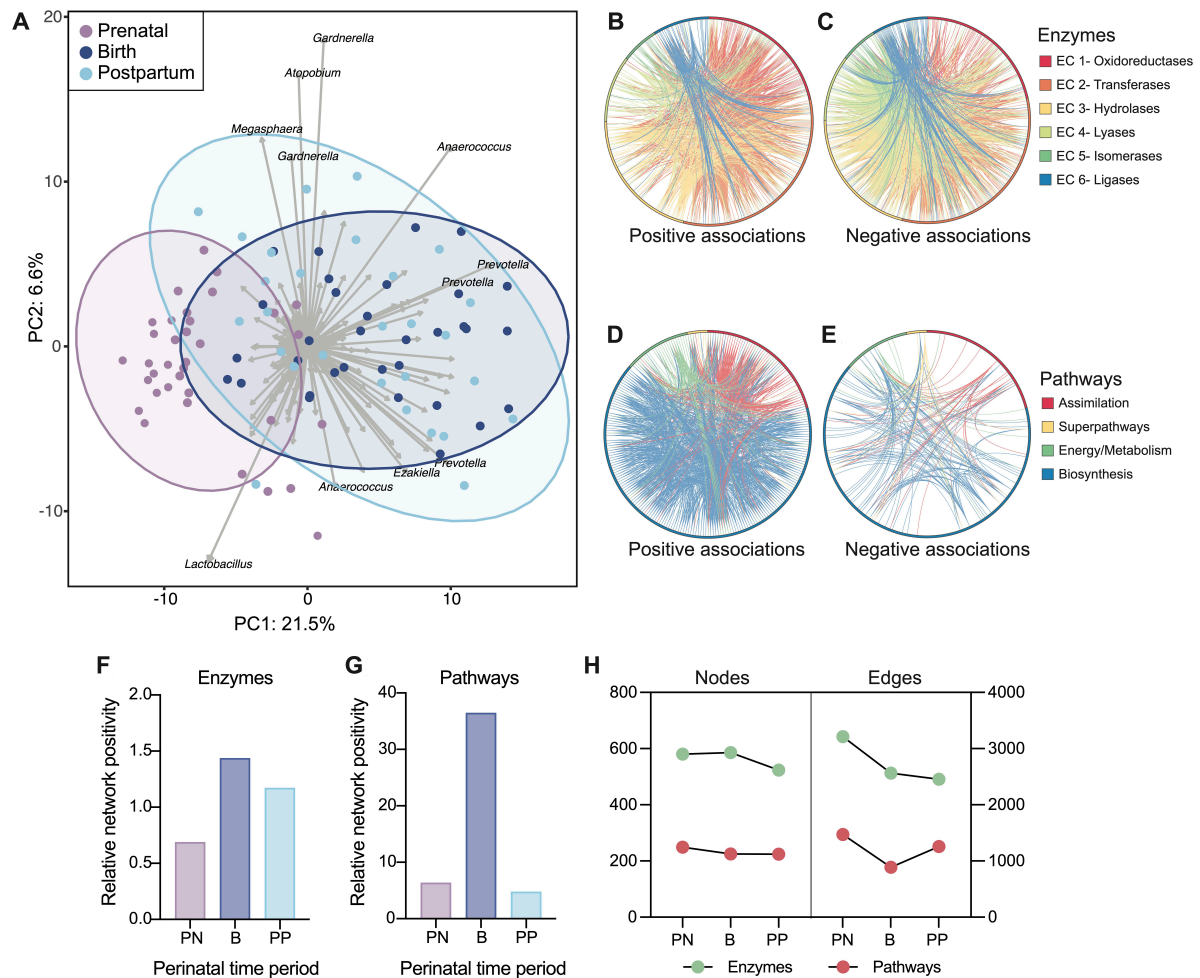 A
20
10
0
-10
PC2: 6.6%
Prenatal
Birth
Postpartum
Gardnerella
Atopobium
Megasphaera
Gardnerella
Anaerococcus
Prevotella
Prevotella
Prevotella
Ezakiella
Anaerococcus
Lactobacillus
-10
0
10
PC1: 21.5%
B
Positive associations
C
Negative associations
Enzymes
EC 1- Oxidoreductases
EC 2- Transferases
EC 3- Hydrolases
EC 4- Lyases
EC 5- Isomerases
EC 6- Ligases
D
Positive associations
E
Negative associations
Pathways
Assimilation
Superpathways
Energy/Metabolism
Biosynthesis
F
Enzymes
Relative network positivity
2.0
1.5
1.0
0.5
0.0
PN
B
PP
Perinatal time period
G
Pathways
Relative network positivity
40
30
20
10
0
PN
B
PP
Perinatal time period
H
Nodes
Edges
800
600
400
200
0
4000
3000
2000
1000
0
PN
B
PP
PN
B
PP
Enzymes
Pathways